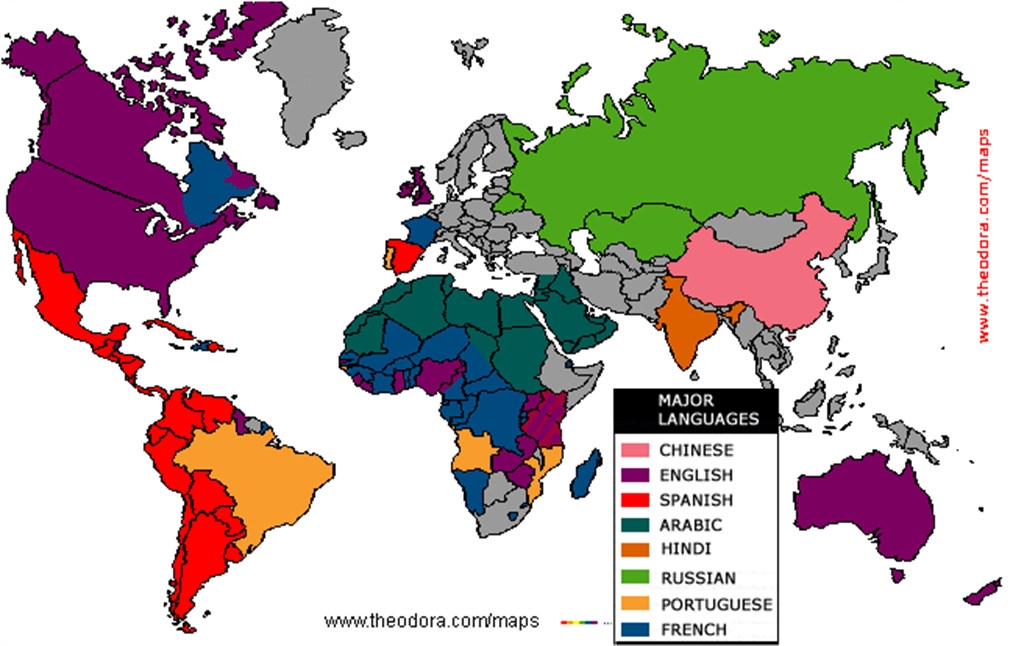 www.theodora.com/maps
MAJOR
LANGUAGES
CHINESE
ENGLISH
SPANISH
ARABIC
HINDI
RUSSIAN
PORTUGUESE
FRENCH
www.theodora.com/maps